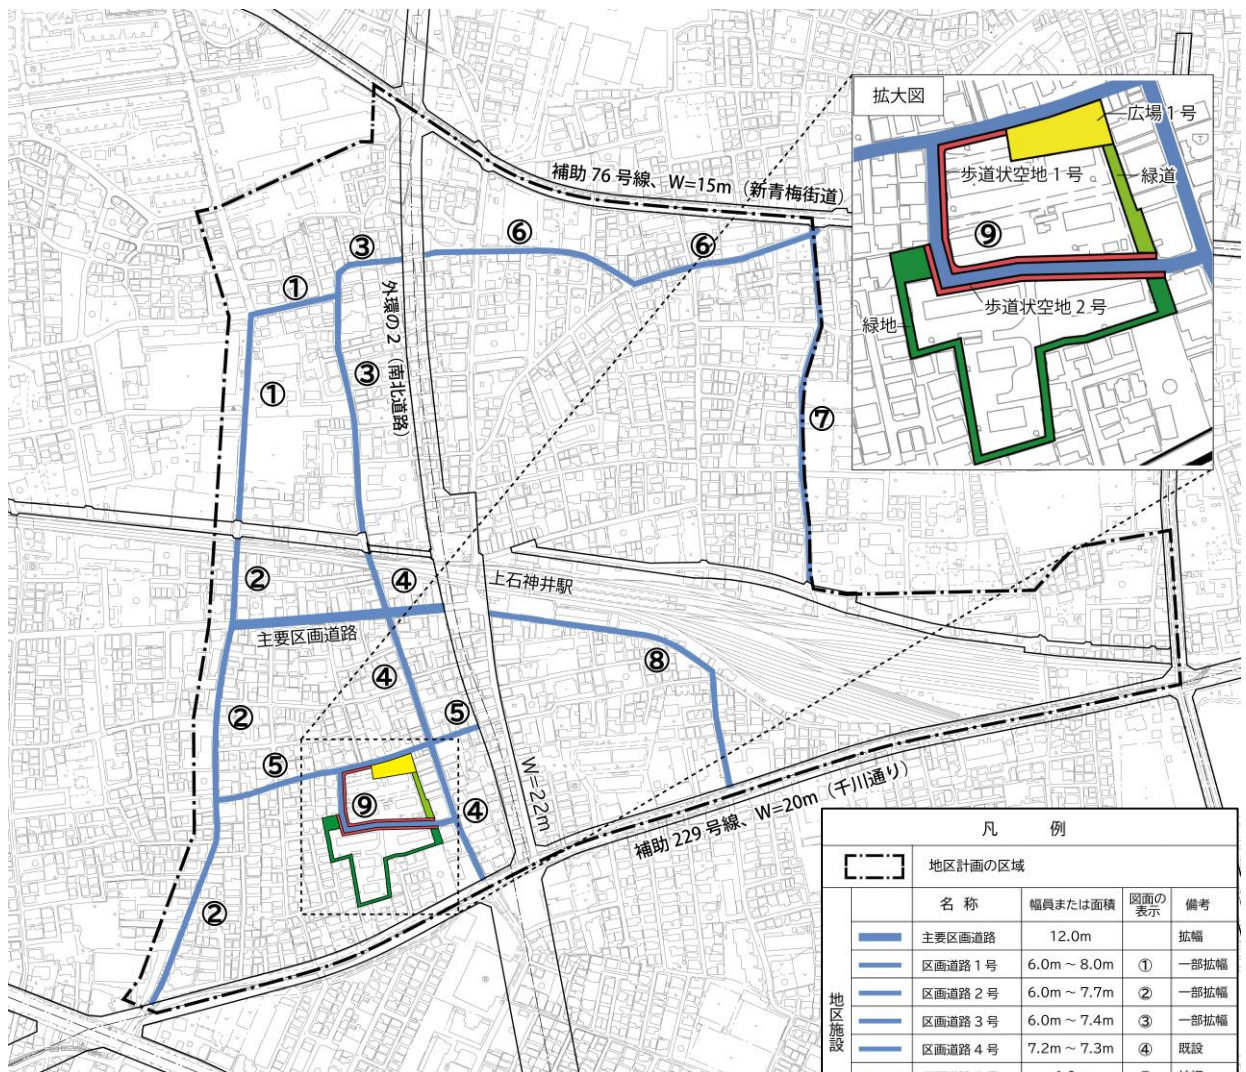 拡大図
広場1号
歩道状空地1号
緑道
⑨
歩道状空地2号
緑地
補助76号線、W=15m（新青梅街道）
⑥
⑥
③
①
外環の2（南北道路）
③
①
⑦
②
④
上石神井駅
主要区画道路
④
⑧
②
⑤
⑤
W=22m
⑨
④
補助229号線、W=20m（千川通り）
②
凡 例
地区計画の区域
名 称 幅員または面積 図面の表示 備考
地区施設
主要区画道路 12.0m 拡幅
区画道路1号 6.0m～8.0m ① 一部拡幅
区画道路2号 6.0m～7.7m ② 一部拡幅
区画道路3号 6.0m～7.4m ③ 一部拡幅
区画道路4号 7.2m～7.3m ④ 既設